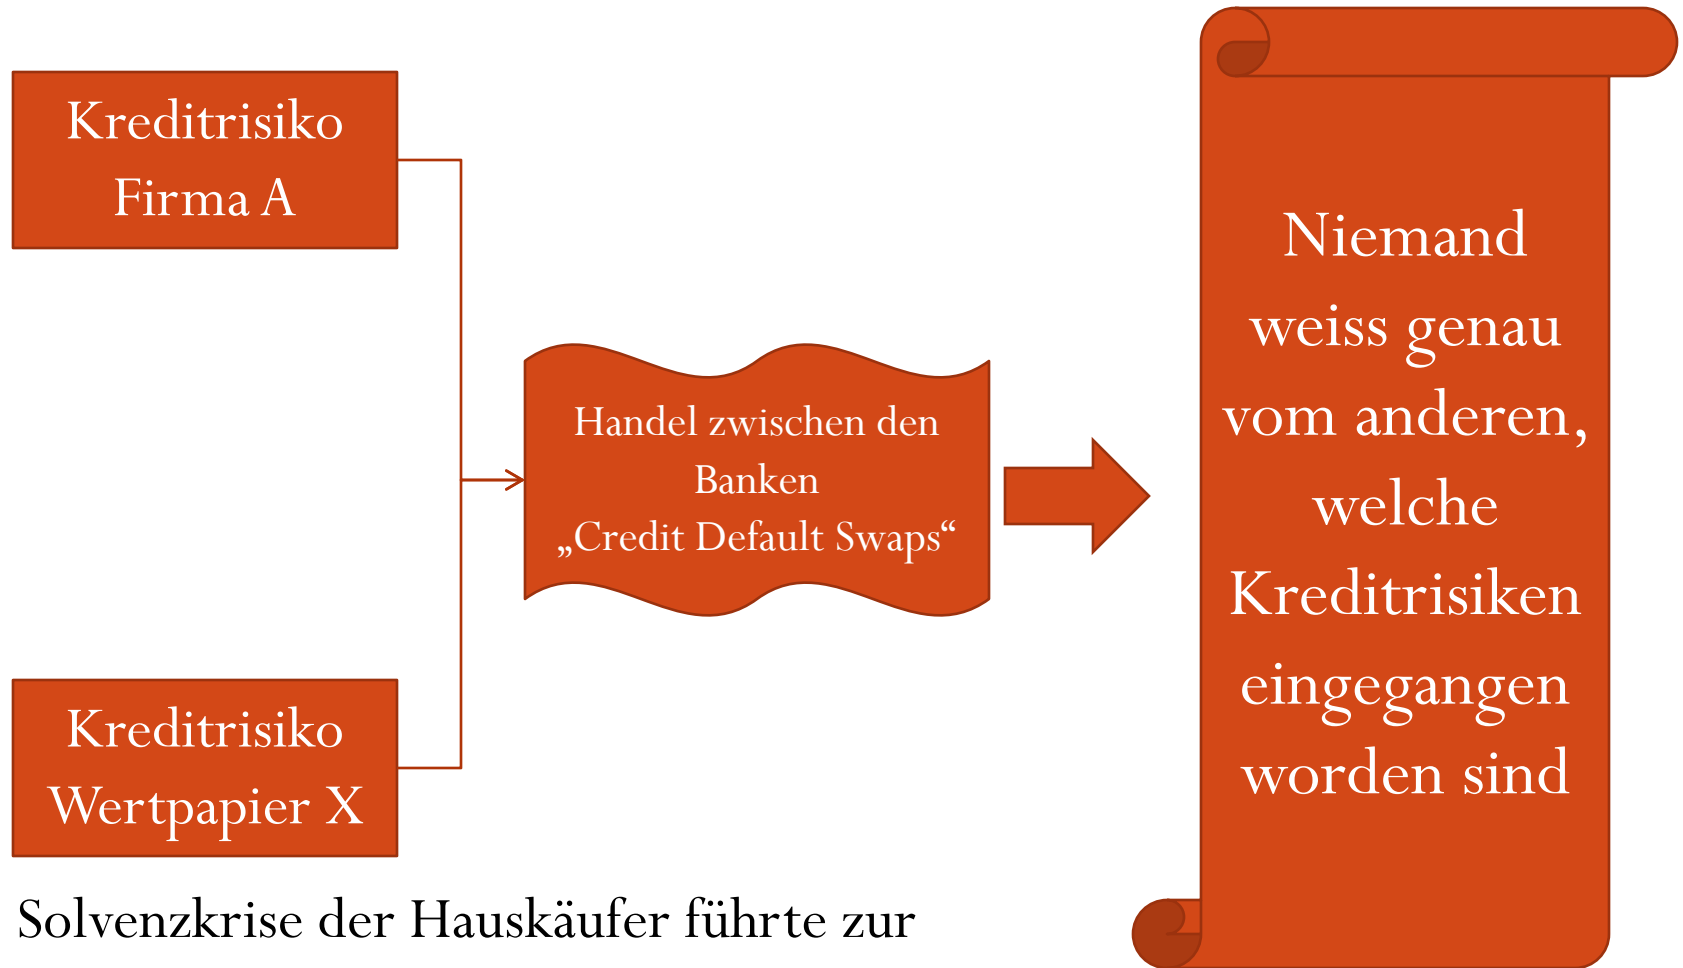 Kreditrisiko
Firma A
Kreditrisiko
Wertpapier X
Handel zwischen den
Banken
„Credit Default Swaps“
Niemand
weiss genau
vom anderen,
welche
Kreditrisiken
eingegangen
worden sind
Solvenzkrise der Hauskäufer führte zur